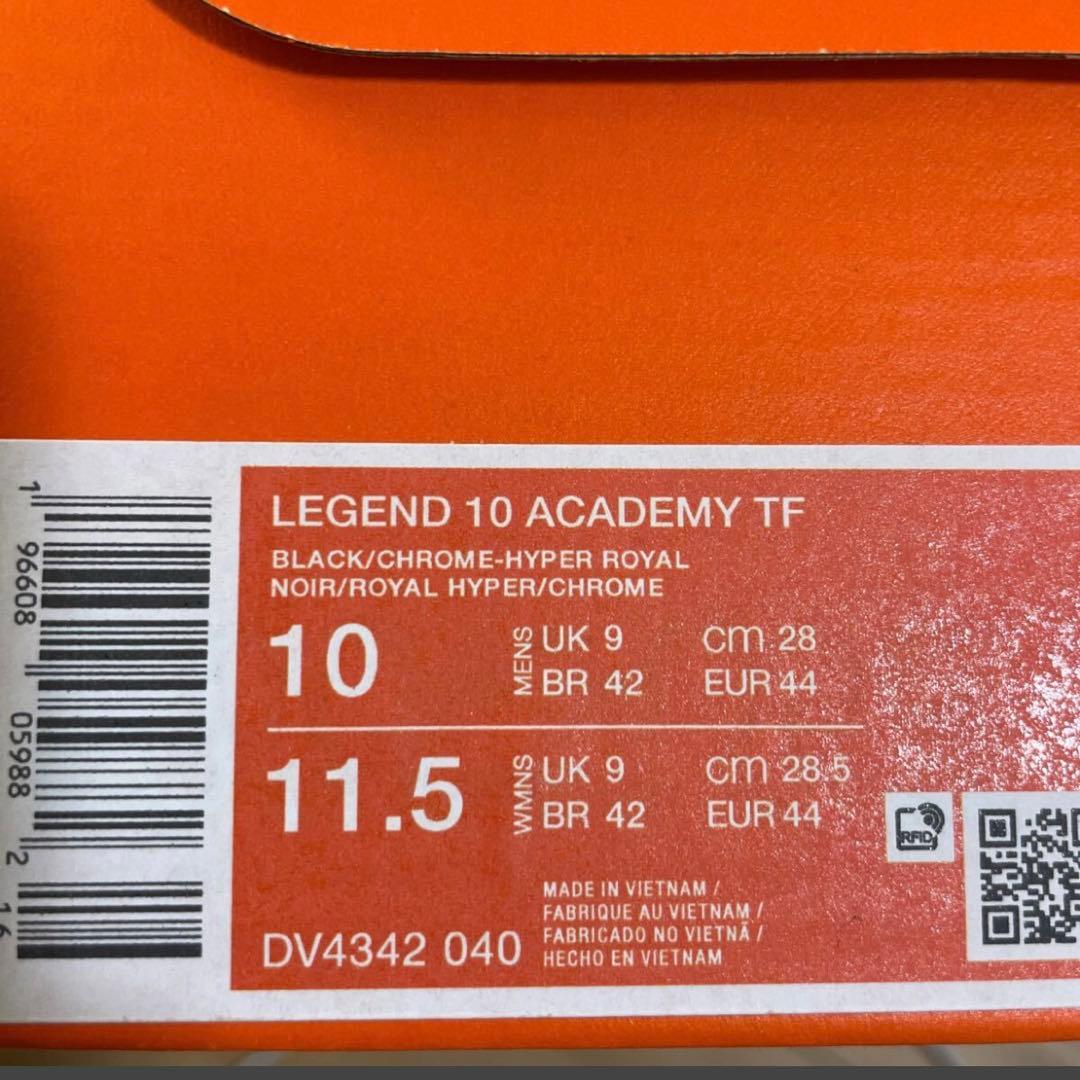 LEGEND 10 ACADEMY TF
BLACK/CHROME-HYPER ROYAL
NOIR/ROYAL HYPER/CHROME
10 MENS UK 9 cm 28
BR 42 EUR 44
11.5 WMNS UK 9 cm 28.5
BR 42 EUR 44
RFID
DV4342 040
MADE IN VIETNAM /
FABRIQUE AU VIETNAM /
FABRICADO NO VIETNÃ /
HECHO EN VIETNAM
1 96608 05988 2
16